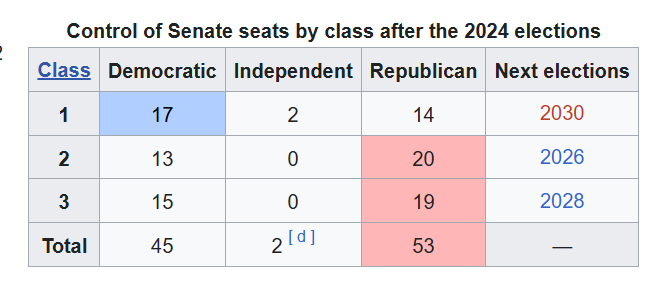 Control of Senate seats by class after the 2024 elections
Class Democratic Independent Republican Next elections
1 17 2 14 2030
2 13 0 20 2026
3 15 0 19 2028
Total 45 2 [d] 53 —